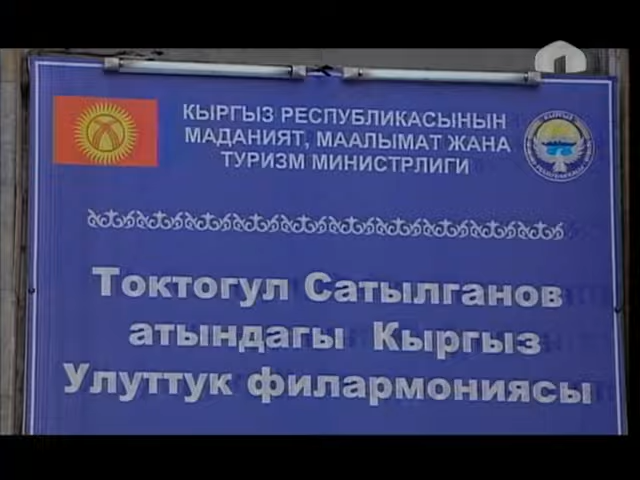 КЫРГЫЗ РЕСПУБЛИКАСЫНЫН
МАДАНИЯТ, МААЛЫМАТ ЖАНА
ТУРИЗМ МИНИСТРЛИГИ
Токтогул Сатылганов
атындагы Кыргыз
Улуттук филармониясы